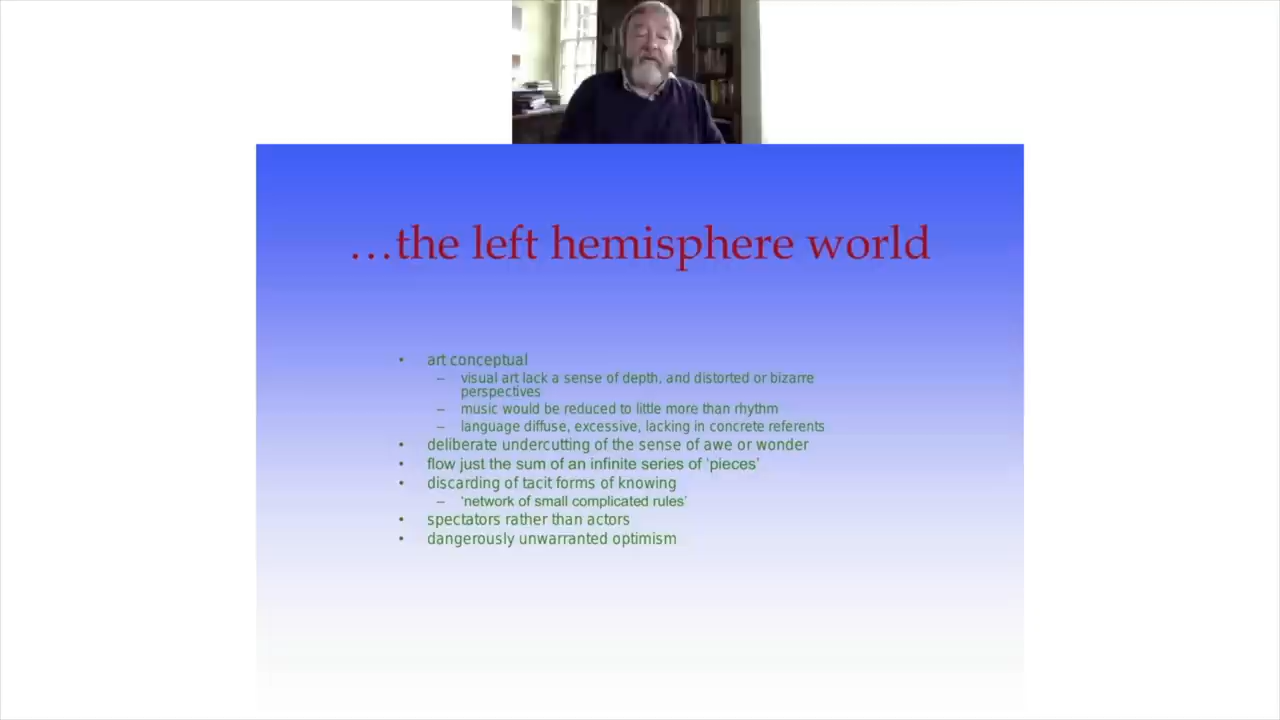 …the left hemisphere world
• art conceptual
– visual art lack a sense of depth, and distorted or bizarre
perspectives
– music would be reduced to little more than rhythm
– language diffuse, excessive, lacking in concrete referents
• deliberate undercutting of the sense of awe or wonder
• flow just the sum of an infinite series of ‘pieces’
• discarding of tacit forms of knowing
– ‘network of small complicated rules’
• spectators rather than actors
• dangerously unwarranted optimism